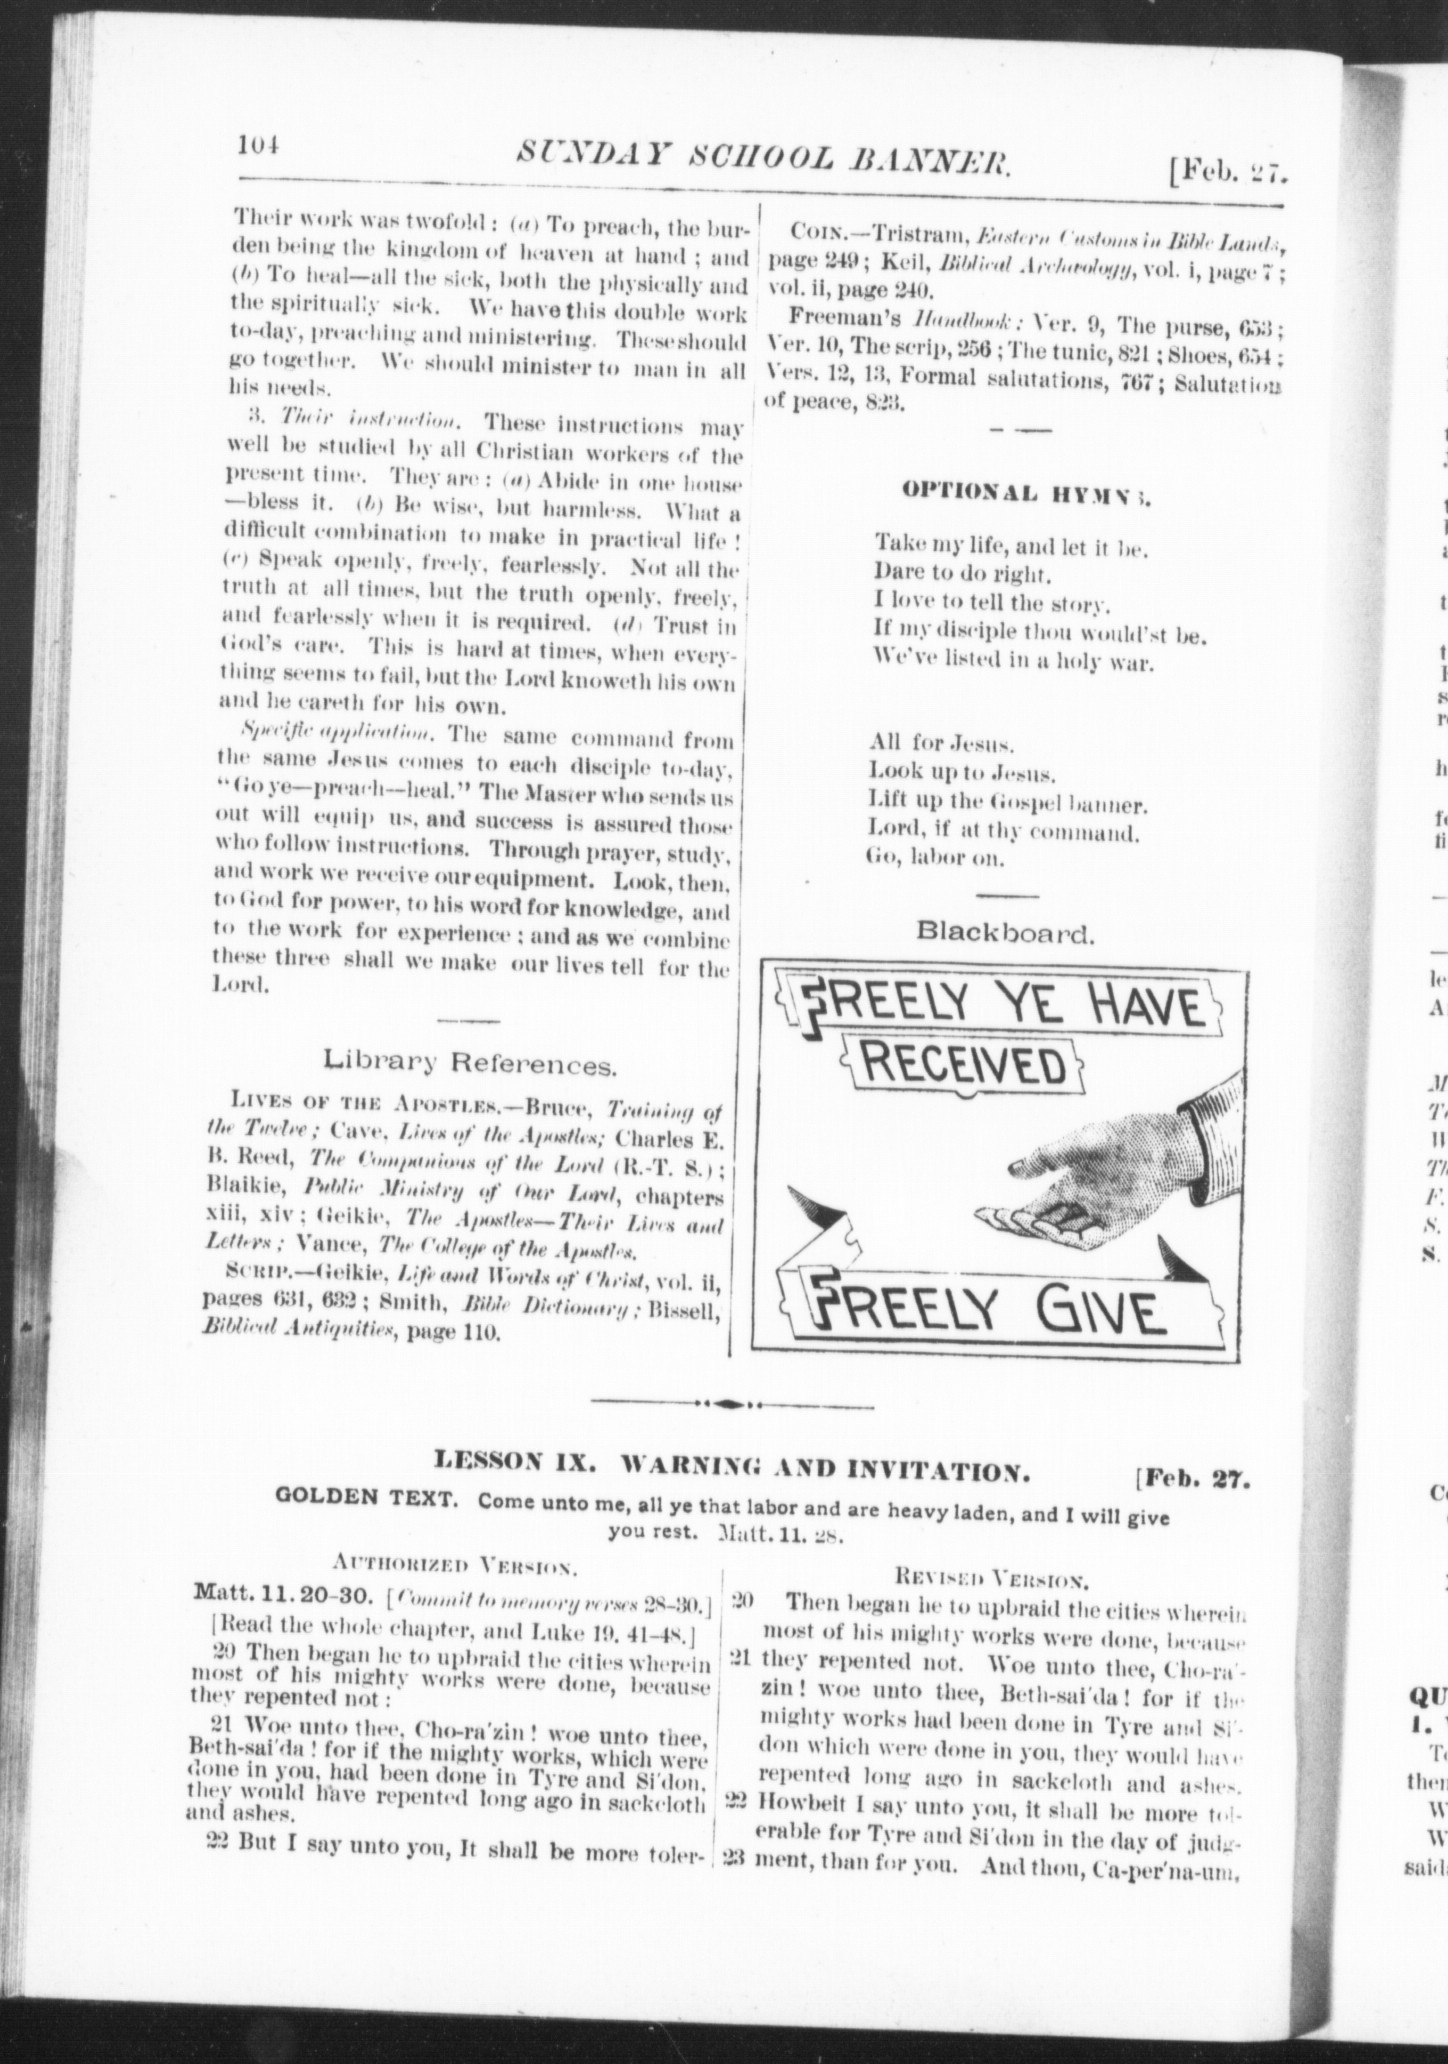 104
SUNDAY SCHOOL BANNER.
[Feb. 27.
Their work was twofold : (a) To preach, the bur-
den being the kingdom of heaven at hand ; and
(b) To heal—all the sick, both the physically and
the spiritually sick. We have this double work
to-day, preaching and ministering. These should
go together. We should minister to man in all
his needs.
3. Their instruction. These instructions may
well be studied by all Christian workers of the
present time. They are : (a) Abide in one house
—bless it. (b) Be wise, but harmless. What a
difficult combination to make in practical life !
(c) Speak openly, freely, fearlessly. Not all the
truth at all times, but the truth openly, freely,
and fearlessly when it is required. (d) Trust in
God's care. This is hard at times, when every-
thing seems to fail, but the Lord knoweth his own
and he careth for his own.
Specific application. The same command from
the same Jesus comes to each disciple to-day,
"Go ye—preach—heal." The Master who sends us
out will equip us, and success is assured those
who follow instructions. Through prayer, study,
and work we receive our equipment. Look, then,
to God for power, to his word for knowledge, and
to the work for experience ; and as we combine
these three shall we make our lives tell for the
Lord.
Library References.
LIVES OF THE APOSTLES.—Bruce, Training of
the Twelve ; Cave, Lives of the Apostles; Charles E.
B. Reed, The Companions of the Lord (R.-T. S.) ;
Blaikie, Public Ministry of Our Lord, chapters
xiii, xiv ; Geikie, The Apostles—Their Lives and
Letters ; Vance, The College of the Apostles.
SCRIP.—Geikie, Life and Words of Christ, vol. ii,
pages 631, 632 ; Smith, Bible Dictionary ; Bissell,
Biblical Antiquities, page 110.
COIN.—Tristram, Eastern Customs in Bible Lands,
page 249 ; Keil, Biblical Archæology, vol. i, page 7 ;
vol. ii, page 240.
Freeman's Handbook : Ver. 9, The purse, 653 ;
Ver. 10, The scrip, 256 ; The tunic, 821 ; Shoes, 654 ;
Vers. 12, 13, Formal salutations, 767 ; Salutation
of peace, 823.
OPTIONAL HYMNS.
Take my life, and let it be.
Dare to do right.
I love to tell the story.
If my disciple thou would'st be.
We've listed in a holy war.
All for Jesus.
Look up to Jesus.
Lift up the Gospel banner.
Lord, if at thy command.
Go, labor on.
Blackboard.
FREELY YE HAVE
RECEIVED
FREELY GIVE
LESSON IX. WARNING AND INVITATION.
[Feb. 27.
GOLDEN TEXT. Come unto me, all ye that labor and are heavy laden, and I will give
you rest. Matt. 11. 28.
AUTHORIZED VERSION.
Matt. 11. 20-30. [Commit to memory verses 28-30.]
[Read the whole chapter, and Luke 19. 41-48.]
20 Then began he to upbraid the cities wherein
most of his mighty works were done, because
they repented not :
21 Woe unto thee, Cho-ra'zin ! woe unto thee,
Beth-sai'da ! for if the mighty works, which were
done in you, had been done in Tyre and Si'don,
they would have repented long ago in sackcloth
and ashes.
22 But I say unto you, It shall be more toler-
REVISED VERSION.
20 Then began he to upbraid the cities wherein
most of his mighty works were done, because
21 they repented not. Woe unto thee, Cho-ra'-
zin ! woe unto thee, Beth-sai'da ! for if the
mighty works had been done in Tyre and Si'-
don which were done in you, they would have
repented long ago in sackcloth and ashes.
22 Howbeit I say unto you, it shall be more tol-
erable for Tyre and Si'don in the day of judg-
23 ment, than for you. And thou, Ca-per'na-um,